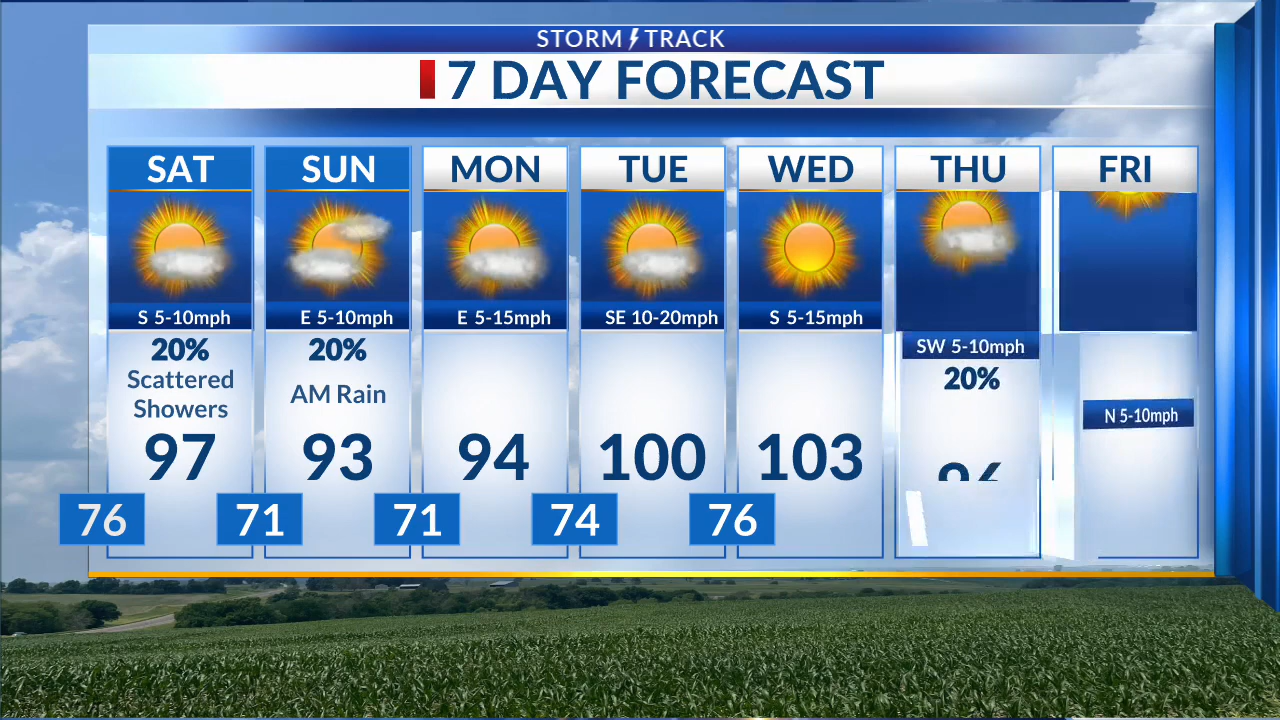 STORM TRACK
7 DAY FORECAST
SAT SUN MON TUE WED THU FRI
S 5-10mph E 5-10mph E 5-15mph SE 10-20mph S 5-15mph SW 5-10mph N 5-10mph
20% 20% 20%
Scattered
Showers
AM Rain
97 93 94 100 103
76 71 71 74 76